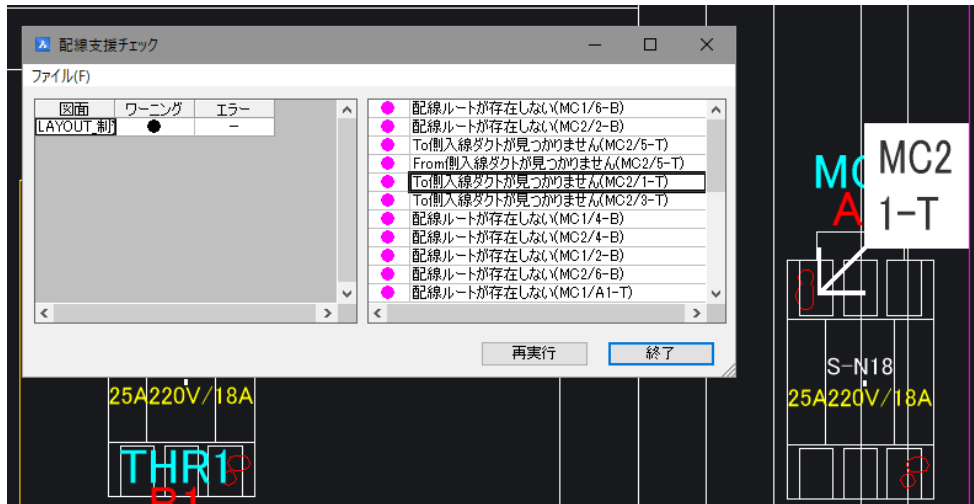 配線支援チェック
ファイル(F)
図面 ワーニング エラー
LAYOUT_制
配線ルートが存在しない(MC1/6-B)
配線ルートが存在しない(MC2/2-B)
To側入線ダクトが見つかりません(MC2/5-T)
From側入線ダクトが見つかりません(MC2/5-T)
To側入線ダクトが見つかりません(MC2/1-T)
To側入線ダクトが見つかりません(MC2/3-T)
配線ルートが存在しない(MC1/4-B)
配線ルートが存在しない(MC2/4-B)
配線ルートが存在しない(MC1/2-B)
配線ルートが存在しない(MC2/6-B)
配線ルートが存在しない(MC1/A1-T)
再実行 終了
MC
A
MC2
1-T
S-N18
25A220V/18A
25A220V/18A
THR1